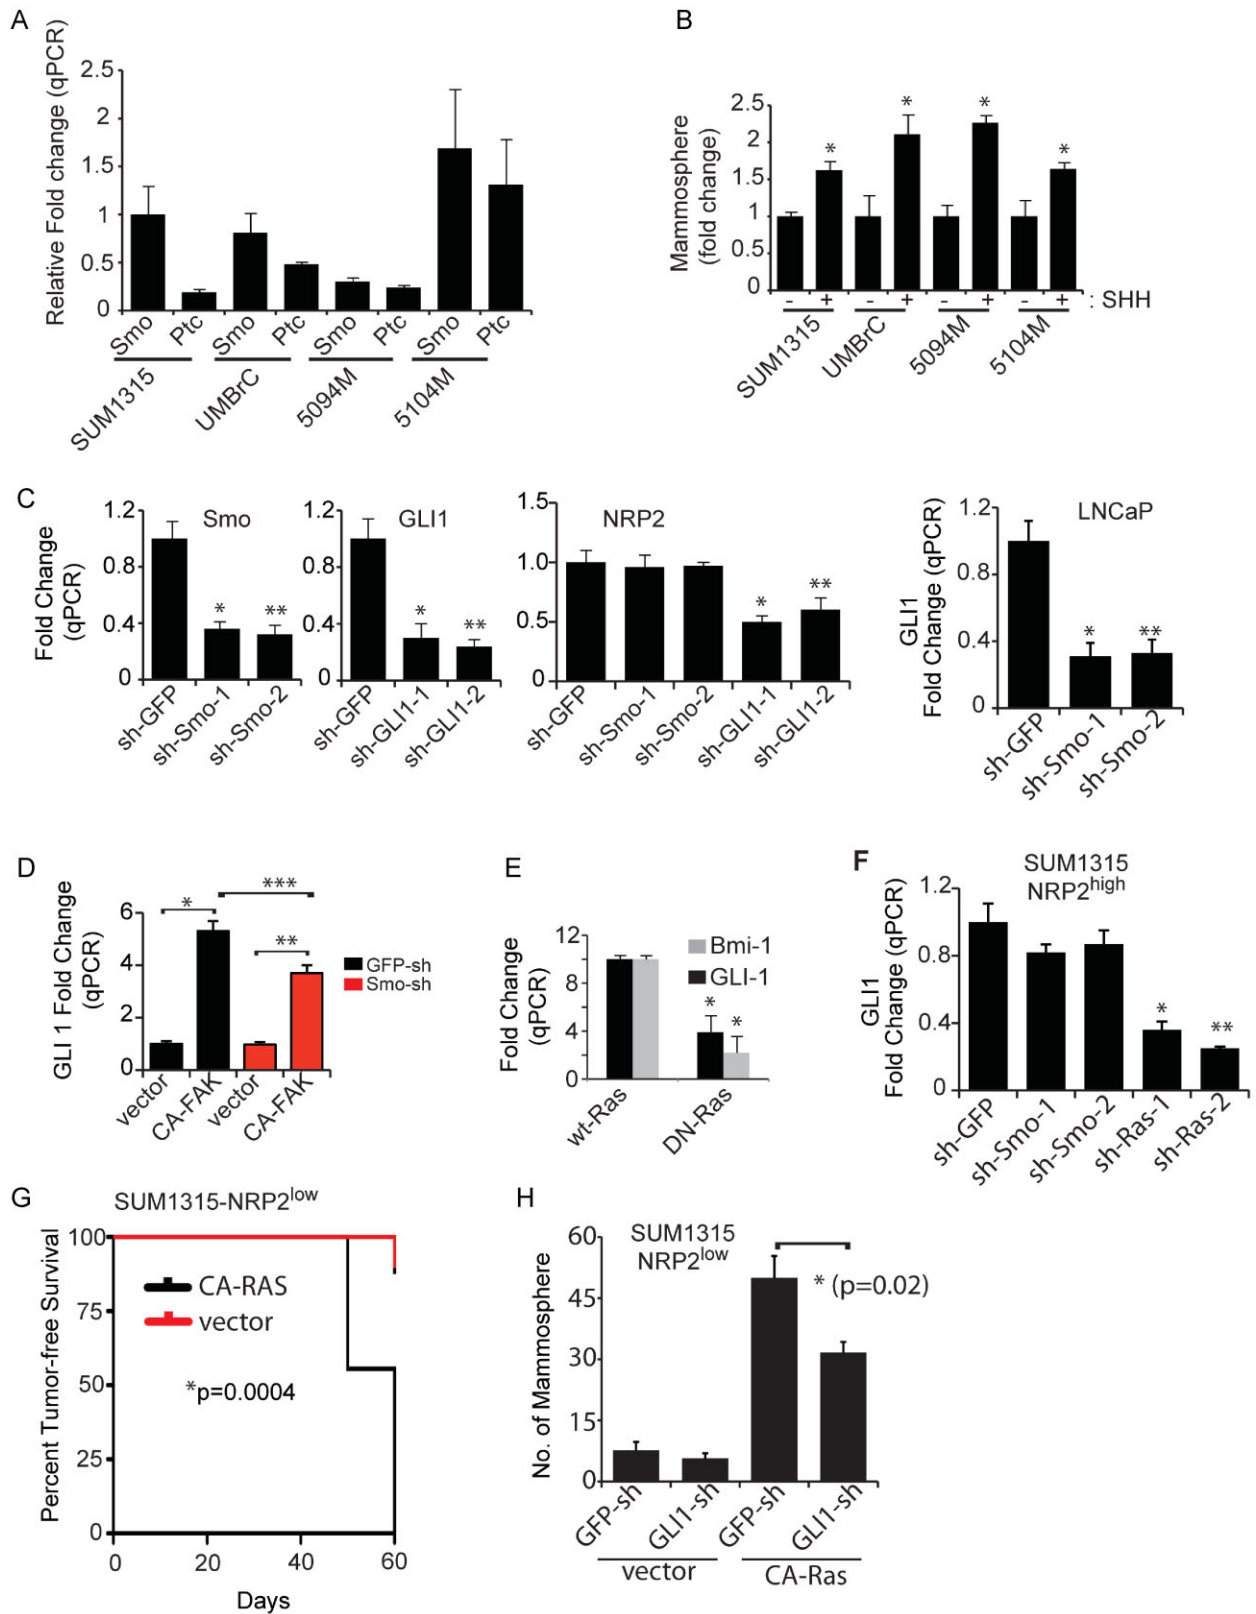 A
Relative Fold change (qPCR)
2.5
2
1.5
1
0.5
0
Smo Ptc Smo Ptc Smo Ptc Smo Ptc
SUM1315 UMBrC 5094M 5104M
B
Mammosphere
(fold change)
2.5
2
1.5
1
0.5
0
* * * *
- + - + - + - + : SHH
SUM1315 UMBrC 5094M 5104M
C
Fold Change
(qPCR)
1.2
0.8
0.4
0
Smo
* **
sh-GFP sh-Smo-1 sh-Smo-2
1.2
0.8
0.4
0
GLI1
* **
sh-GFP sh-GLI1-1 sh-GLI1-2
1.5
1.0
0.5
0
NRP2
* **
sh-GFP sh-Smo-1 sh-Smo-2 sh-GLI1-1 sh-GLI1-2
GLI1
Fold Change (qPCR)
1.2
0.8
0.4
0
LNCaP
* **
sh-GFP sh-Smo-1 sh-Smo-2
D
GLI 1 Fold Change
(qPCR)
6
4
2
0
* ** ***
GFP-sh
Smo-sh
vector CA-FAK vector CA-FAK
E
Fold Change
(qPCR)
12
8
4
0
Bmi-1
GLI-1
* *
wt-Ras DN-Ras
F
SUM1315
NRP2high
GLI1
Fold Change (qPCR)
1.2
0.8
0.4
0
* **
sh-GFP sh-Smo-1 sh-Smo-2 sh-Ras-1 sh-Ras-2
G
SUM1315-NRP2low
Percent Tumor-free Survival
100
75
50
25
0
CA-RAS
vector
*p=0.0004
0 20 40 60
Days
H
SUM1315
NRP2low
No. of Mammosphere
60
45
30
15
0
* (p=0.02)
GFP-sh GLI1-sh GFP-sh GLI1-sh
vector CA-Ras